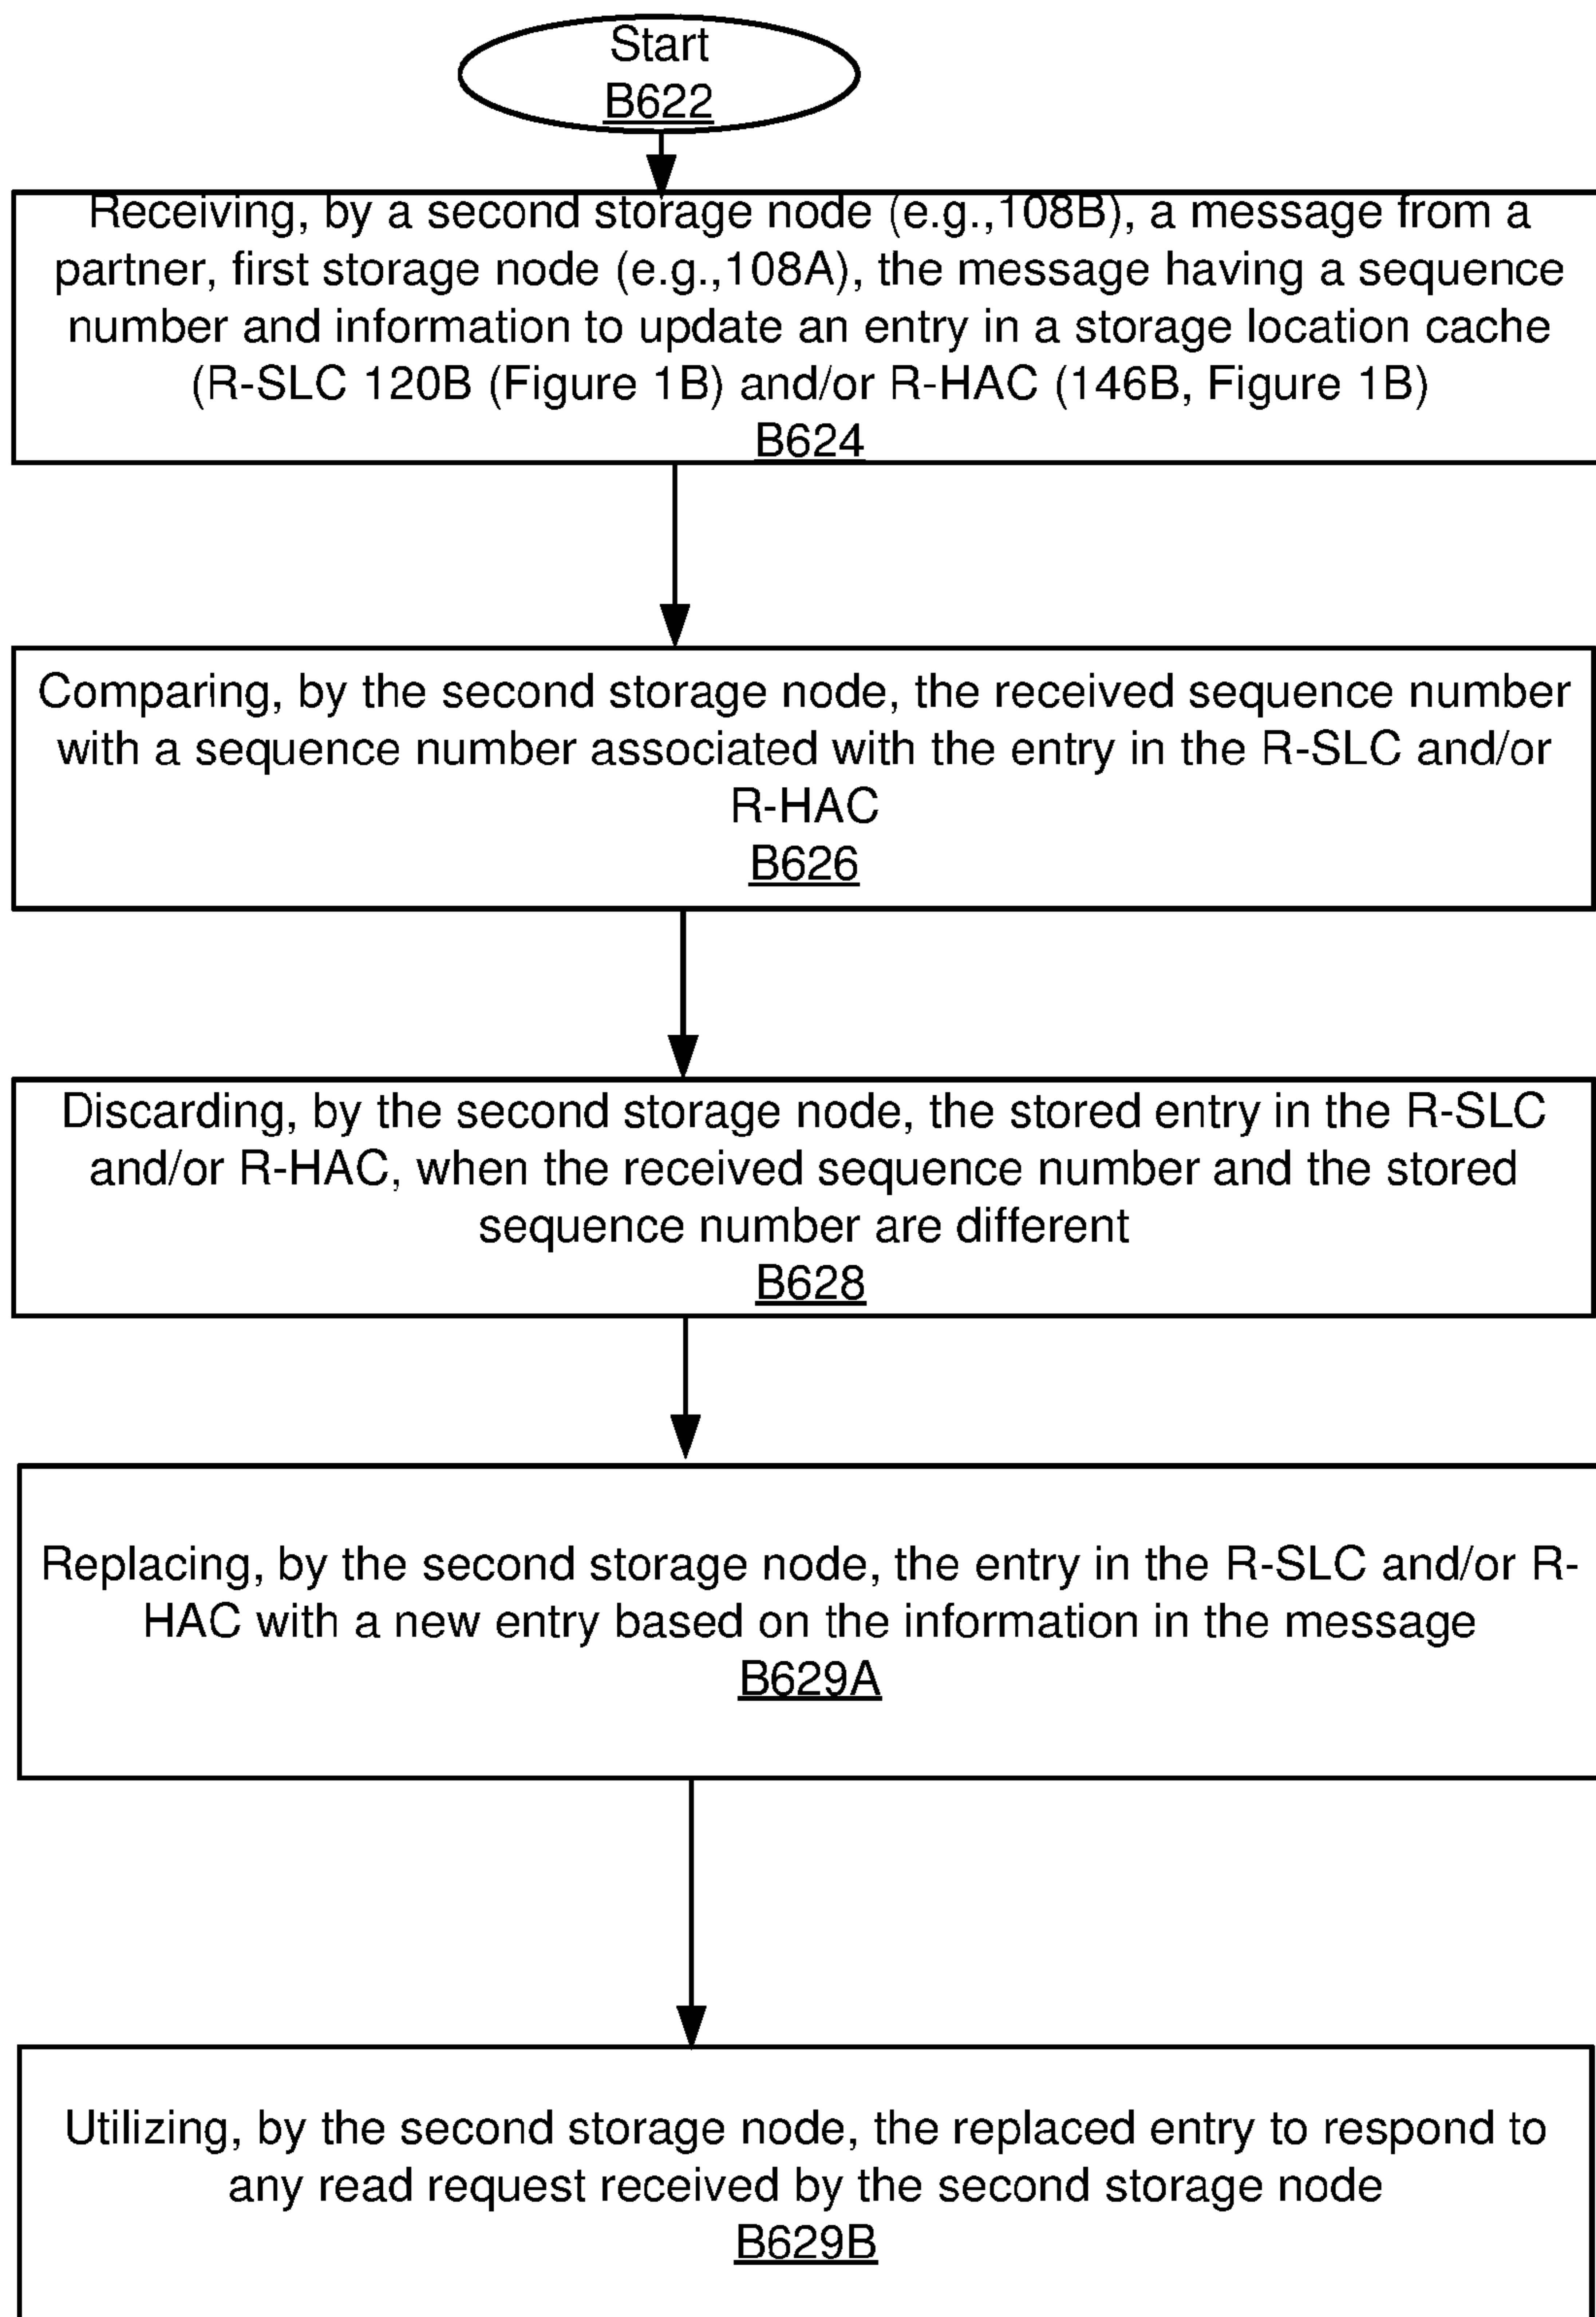 Start
B622
Receiving, by a second storage node (e.g.,108B), a message from a
partner, first storage node (e.g.,108A), the message having a sequence
number and information to update an entry in a storage location cache
(R-SLC 120B (Figure 1B) and/or R-HAC (146B, Figure 1B)
B624
Comparing, by the second storage node, the received sequence number
with a sequence number associated with the entry in the R-SLC and/or
R-HAC
B626
Discarding, by the second storage node, the stored entry in the R-SLC
and/or R-HAC, when the received sequence number and the stored
sequence number are different
B628
Replacing, by the second storage node, the entry in the R-SLC and/or R-
HAC with a new entry based on the information in the message
B629A
Utilizing, by the second storage node, the replaced entry to respond to
any read request received by the second storage node
B629B